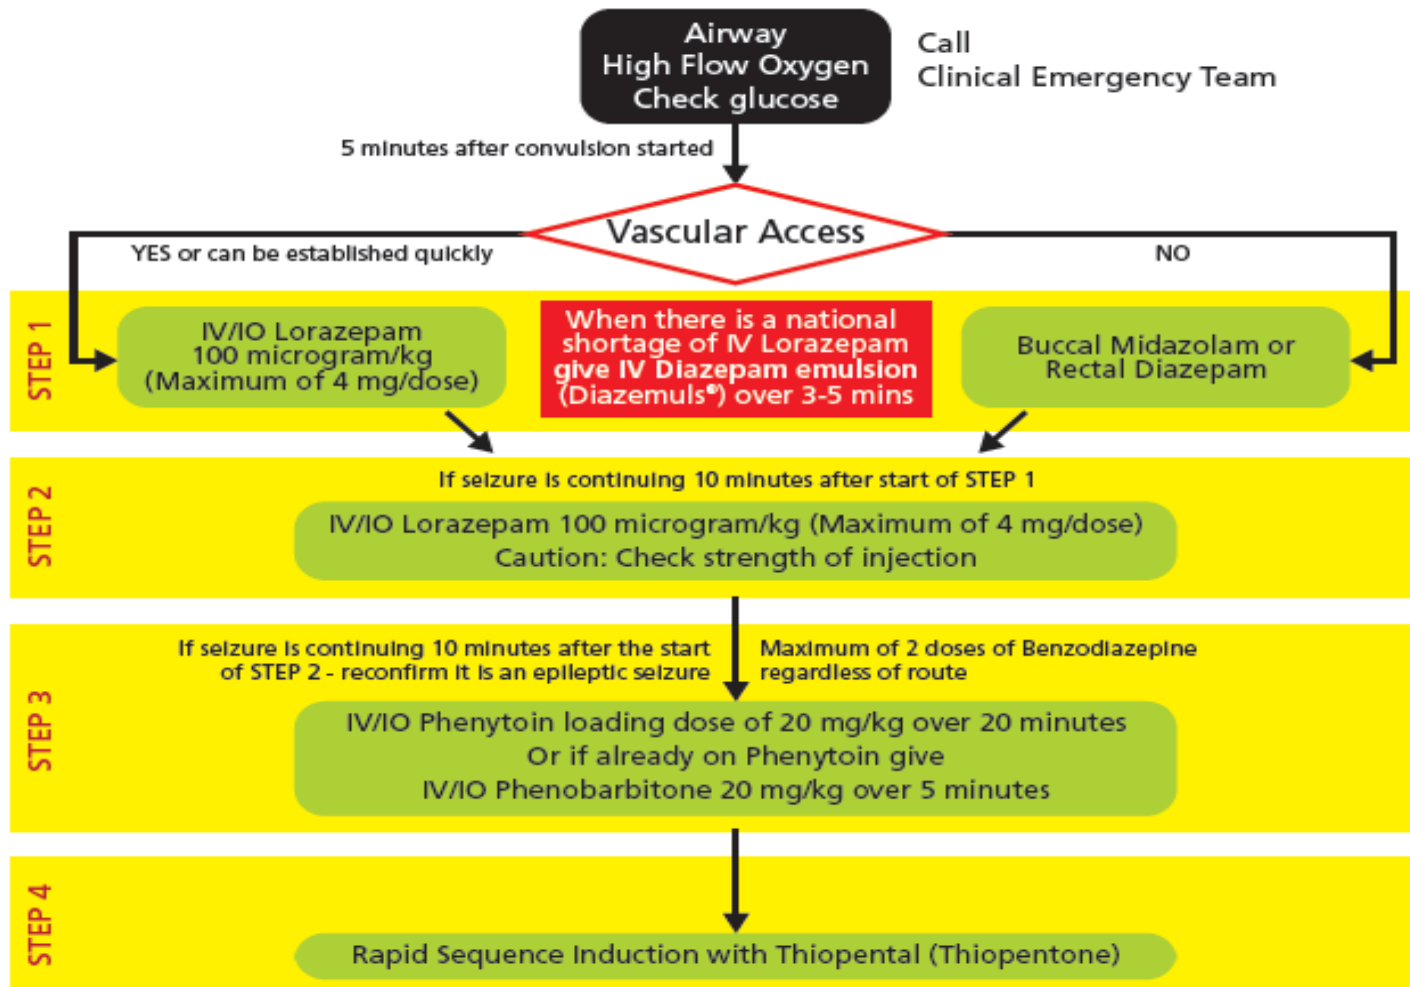 Airway
High Flow Oxygen
Check glucose
Call
Clinical Emergency Team
5 minutes after convulsion started
Vascular Access
YES or can be established quickly
NO
STEP 1
IV/IO Lorazepam
100 microgram/kg
(Maximum of 4 mg/dose)
When there is a national
shortage of IV Lorazepam
give IV Diazepam emulsion
(Diazemuls®) over 3-5 mins
Buccal Midazolam or
Rectal Diazepam
STEP 2
If seizure is continuing 10 minutes after start of STEP 1
IV/IO Lorazepam 100 microgram/kg (Maximum of 4 mg/dose)
Caution: Check strength of injection
STEP 3
If seizure is continuing 10 minutes after the start
of STEP 2 - reconfirm it is an epileptic seizure
Maximum of 2 doses of Benzodiazepine
regardless of route
IV/IO Phenytoin loading dose of 20 mg/kg over 20 minutes
Or if already on Phenytoin give
IV/IO Phenobarbitone 20 mg/kg over 5 minutes
STEP 4
Rapid Sequence Induction with Thiopental (Thiopentone)